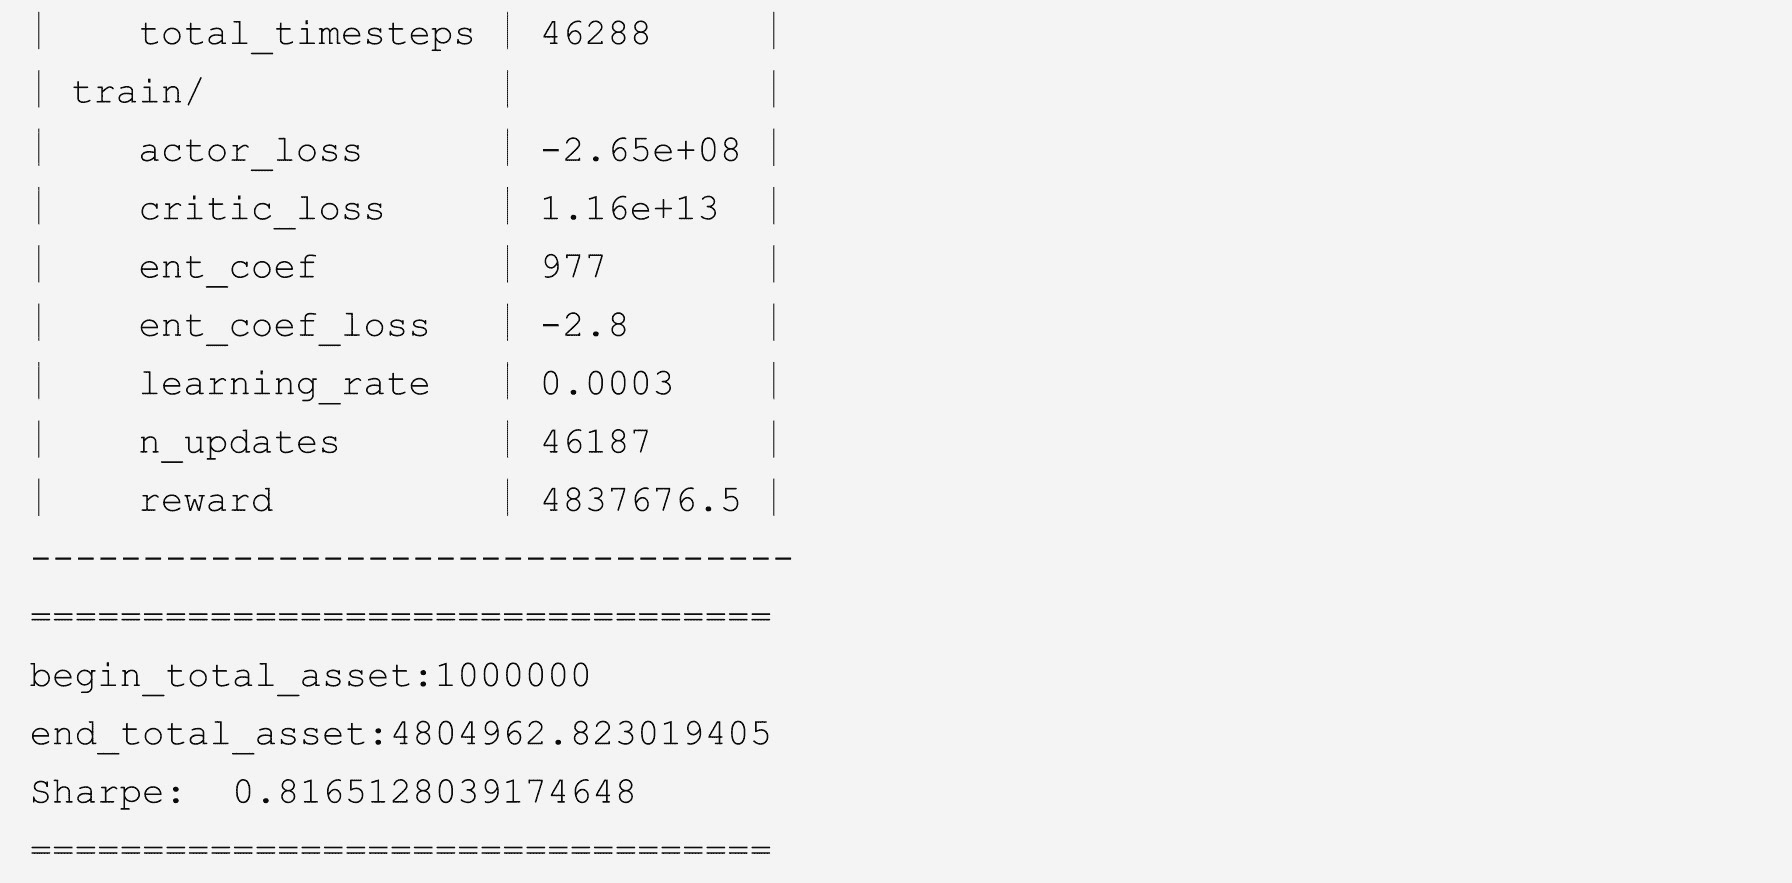 |    total_timesteps | 46288     |
| train/             |           |
|    actor_loss      | -2.65e+08 |
|    critic_loss     | 1.16e+13  |
|    ent_coef        | 977       |
|    ent_coef_loss   | -2.8      |
|    learning_rate   | 0.0003    |
|    n_updates       | 46187     |
|    reward          | 4837676.5 |
----------------------------------
=================================
begin_total_asset:1000000
end_total_asset:4804962.823019405
Sharpe:  0.8165128039174648
=================================